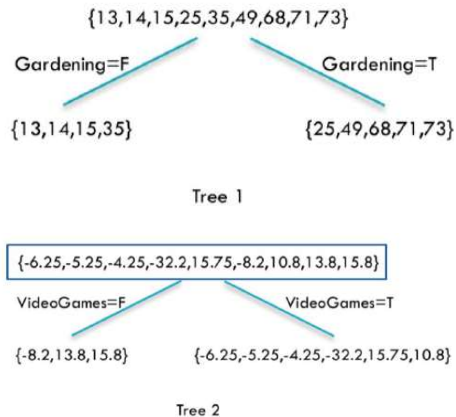 {13,14,15,25,35,49,68,71,73}
Gardening=F Gardening=T
{13,14,15,35} {25,49,68,71,73}
Tree 1
{-6.25,-5.25,-4.25,-32.2,15.75,-8.2,10.8,13.8,15.8}
VideoGames=F VideoGames=T
{-8.2,13.8,15.8} {-6.25,-5.25,-4.25,-32.2,15.75,10.8}
Tree 2